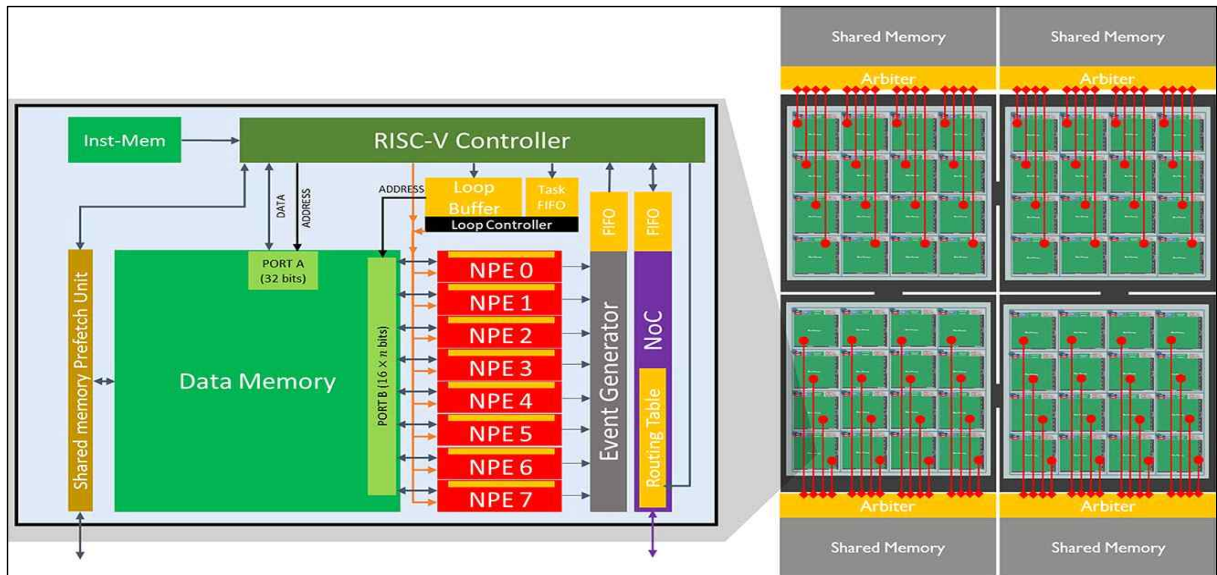 Inst-Mem
RISC-V Controller
DATA
ADDRESS
ADDRESS
Loop
Buffer
Task
FIFO
Loop Controller
FIFO
FIFO
Shared memory Prefetch Unit
PORT A
(32 bits)
Data Memory
PORT B (16 × n bits)
NPE 0
NPE 1
NPE 2
NPE 3
NPE 4
NPE 5
NPE 6
NPE 7
Event Generator
NoC
Routing Table
Shared Memory
Shared Memory
Arbiter
Arbiter
Arbiter
Arbiter
Shared Memory
Shared Memory